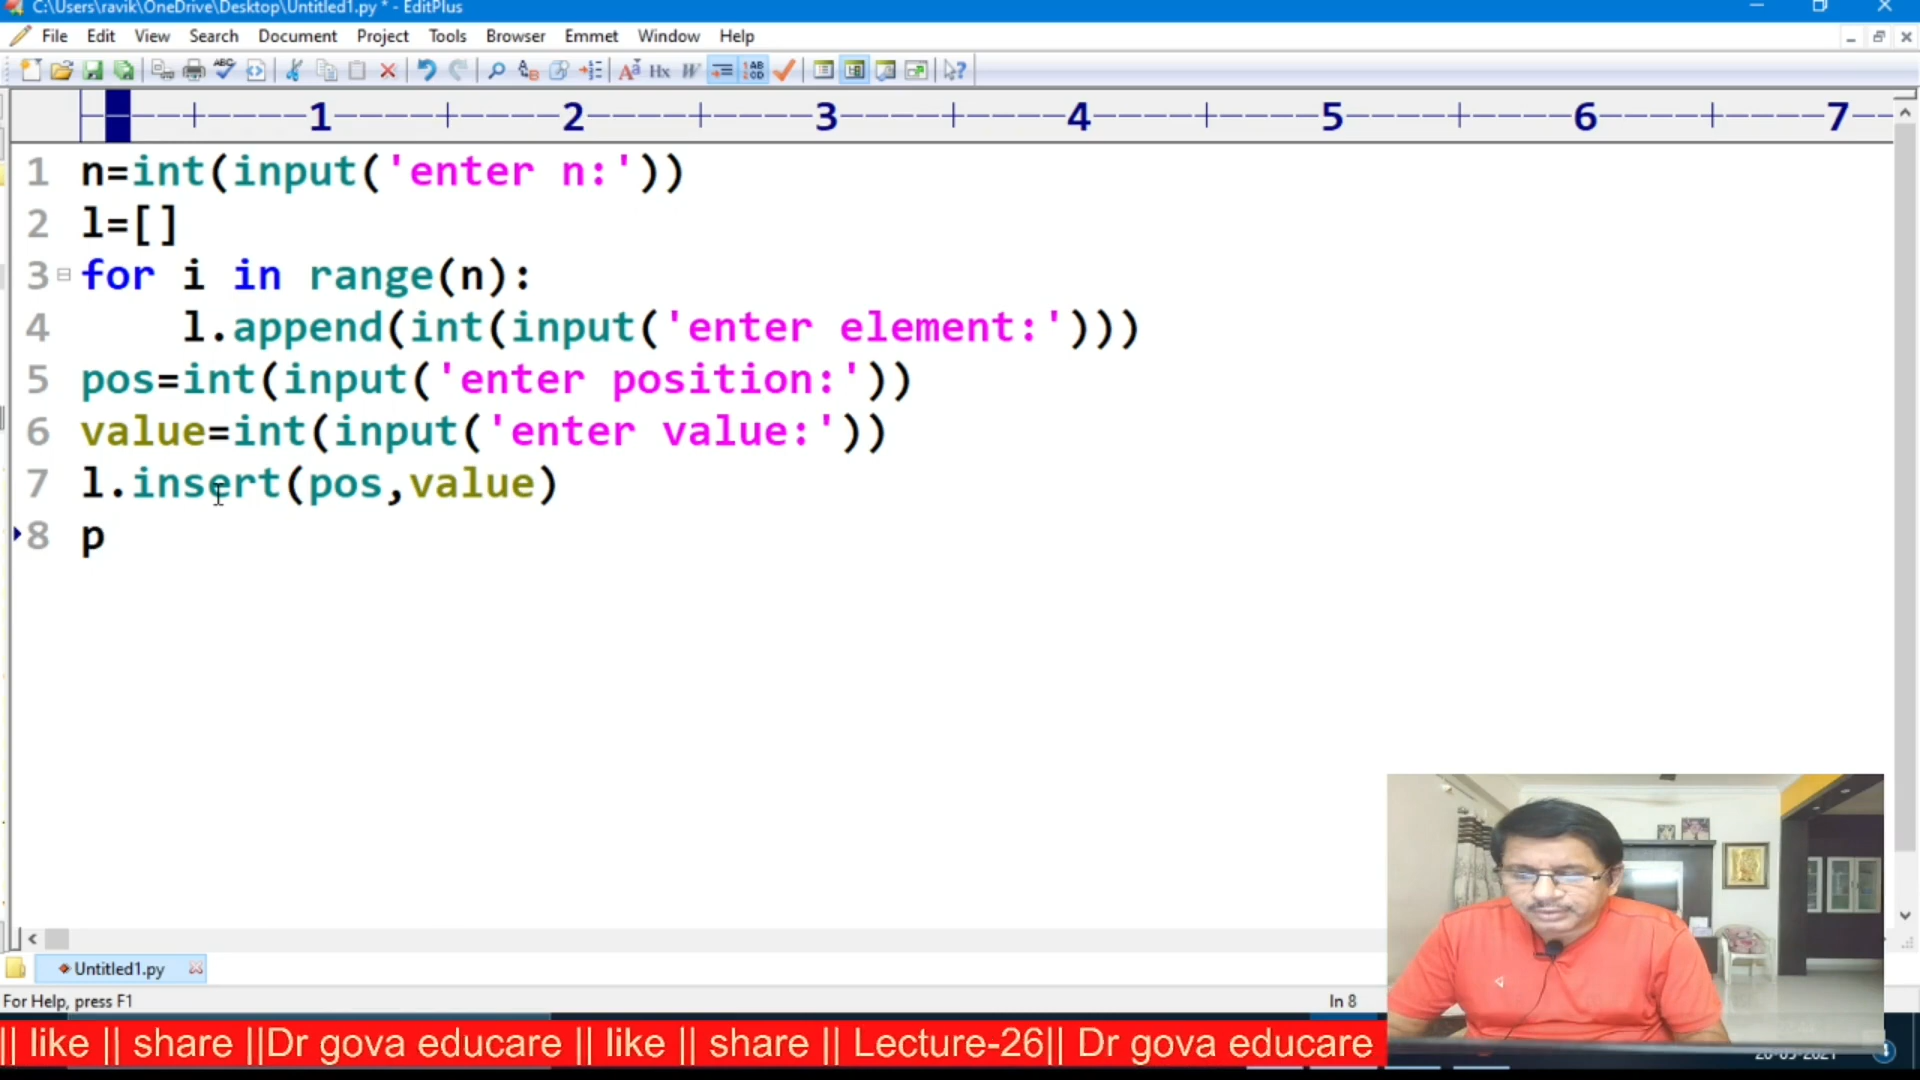 C:\Users\ravik\OneDrive\Desktop\Untitled1.py * - EditPlus
File Edit View Search Document Project Tools Browser Emmet Window Help
1 2 3 4 5 6 7
1 n=int(input('enter n:'))
2 l=[]
3 for i in range(n):
4 l.append(int(input('enter element:')))
5 pos=int(input('enter position:'))
6 value=int(input('enter value:'))
7 l.insert(pos,value)
8 p
Untitled1.py
For Help, press F1
ln 8
|| like || share ||Dr gova educare || like || share || Lecture-26|| Dr gova educare